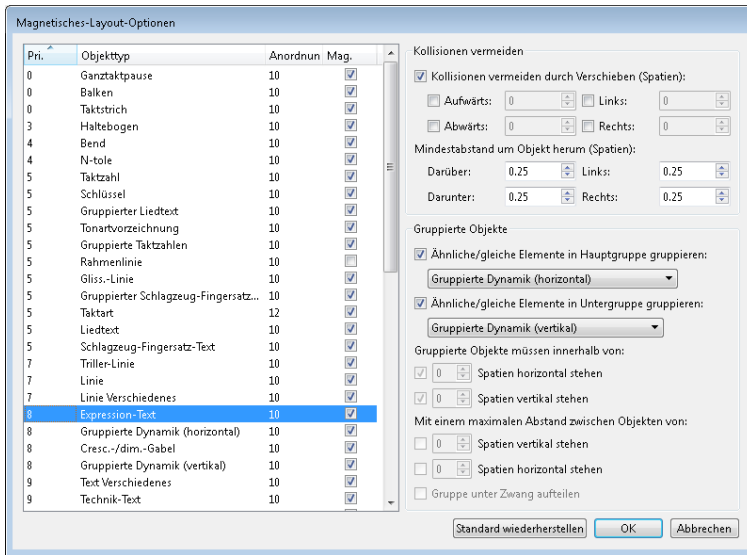 Magnetisches-Layout-Optionen
Pri. Objekttyp Anordnun Mag.
0 Ganztaktpause 10
0 Balken 10
0 Taktstrich 10
3 Haltebogen 10
4 Bend 10
4 N-tole 10
5 Taktzahl 10
5 Schlüssel 10
5 Gruppierter Liedtext 10
5 Tonartvorzeichnung 10
5 Gruppierte Taktzahlen 10
5 Rahmenlinie 10
5 Gliss.-Linie 10
5 Gruppierter Schlagzeug-Fingersatz... 10
5 Taktart 12
5 Liedtext 10
5 Schlagzeug-Fingersatz-Text 10
7 Triller-Linie 10
7 Linie 10
7 Linie Verschiedenes 10
8 Expression-Text 10
8 Gruppierte Dynamik (horizontal) 10
8 Cresc.-/dim.-Gabel 10
8 Gruppierte Dynamik (vertikal) 10
9 Text Verschiedenes 10
9 Technik-Text 10
Kollisionen vermeiden
Kollisionen vermeiden durch Verschieben (Spatien):
Aufwärts: 0 Links: 0
Abwärts: 0 Rechts: 0
Mindestabstand um Objekt herum (Spatien):
Darüber: 0.25 Links: 0.25
Darunter: 0.25 Rechts: 0.25
Gruppierte Objekte
Ähnliche/gleiche Elemente in Hauptgruppe gruppieren:
Gruppierte Dynamik (horizontal)
Ähnliche/gleiche Elemente in Untergruppe gruppieren:
Gruppierte Dynamik (vertikal)
Gruppierte Objekte müssen innerhalb von:
0 Spatien horizontal stehen
0 Spatien vertikal stehen
Mit einem maximalen Abstand zwischen Objekten von:
0 Spatien vertikal stehen
0 Spatien horizontal stehen
Gruppe unter Zwang aufteilen
Standard wiederherstellen OK Abbrechen